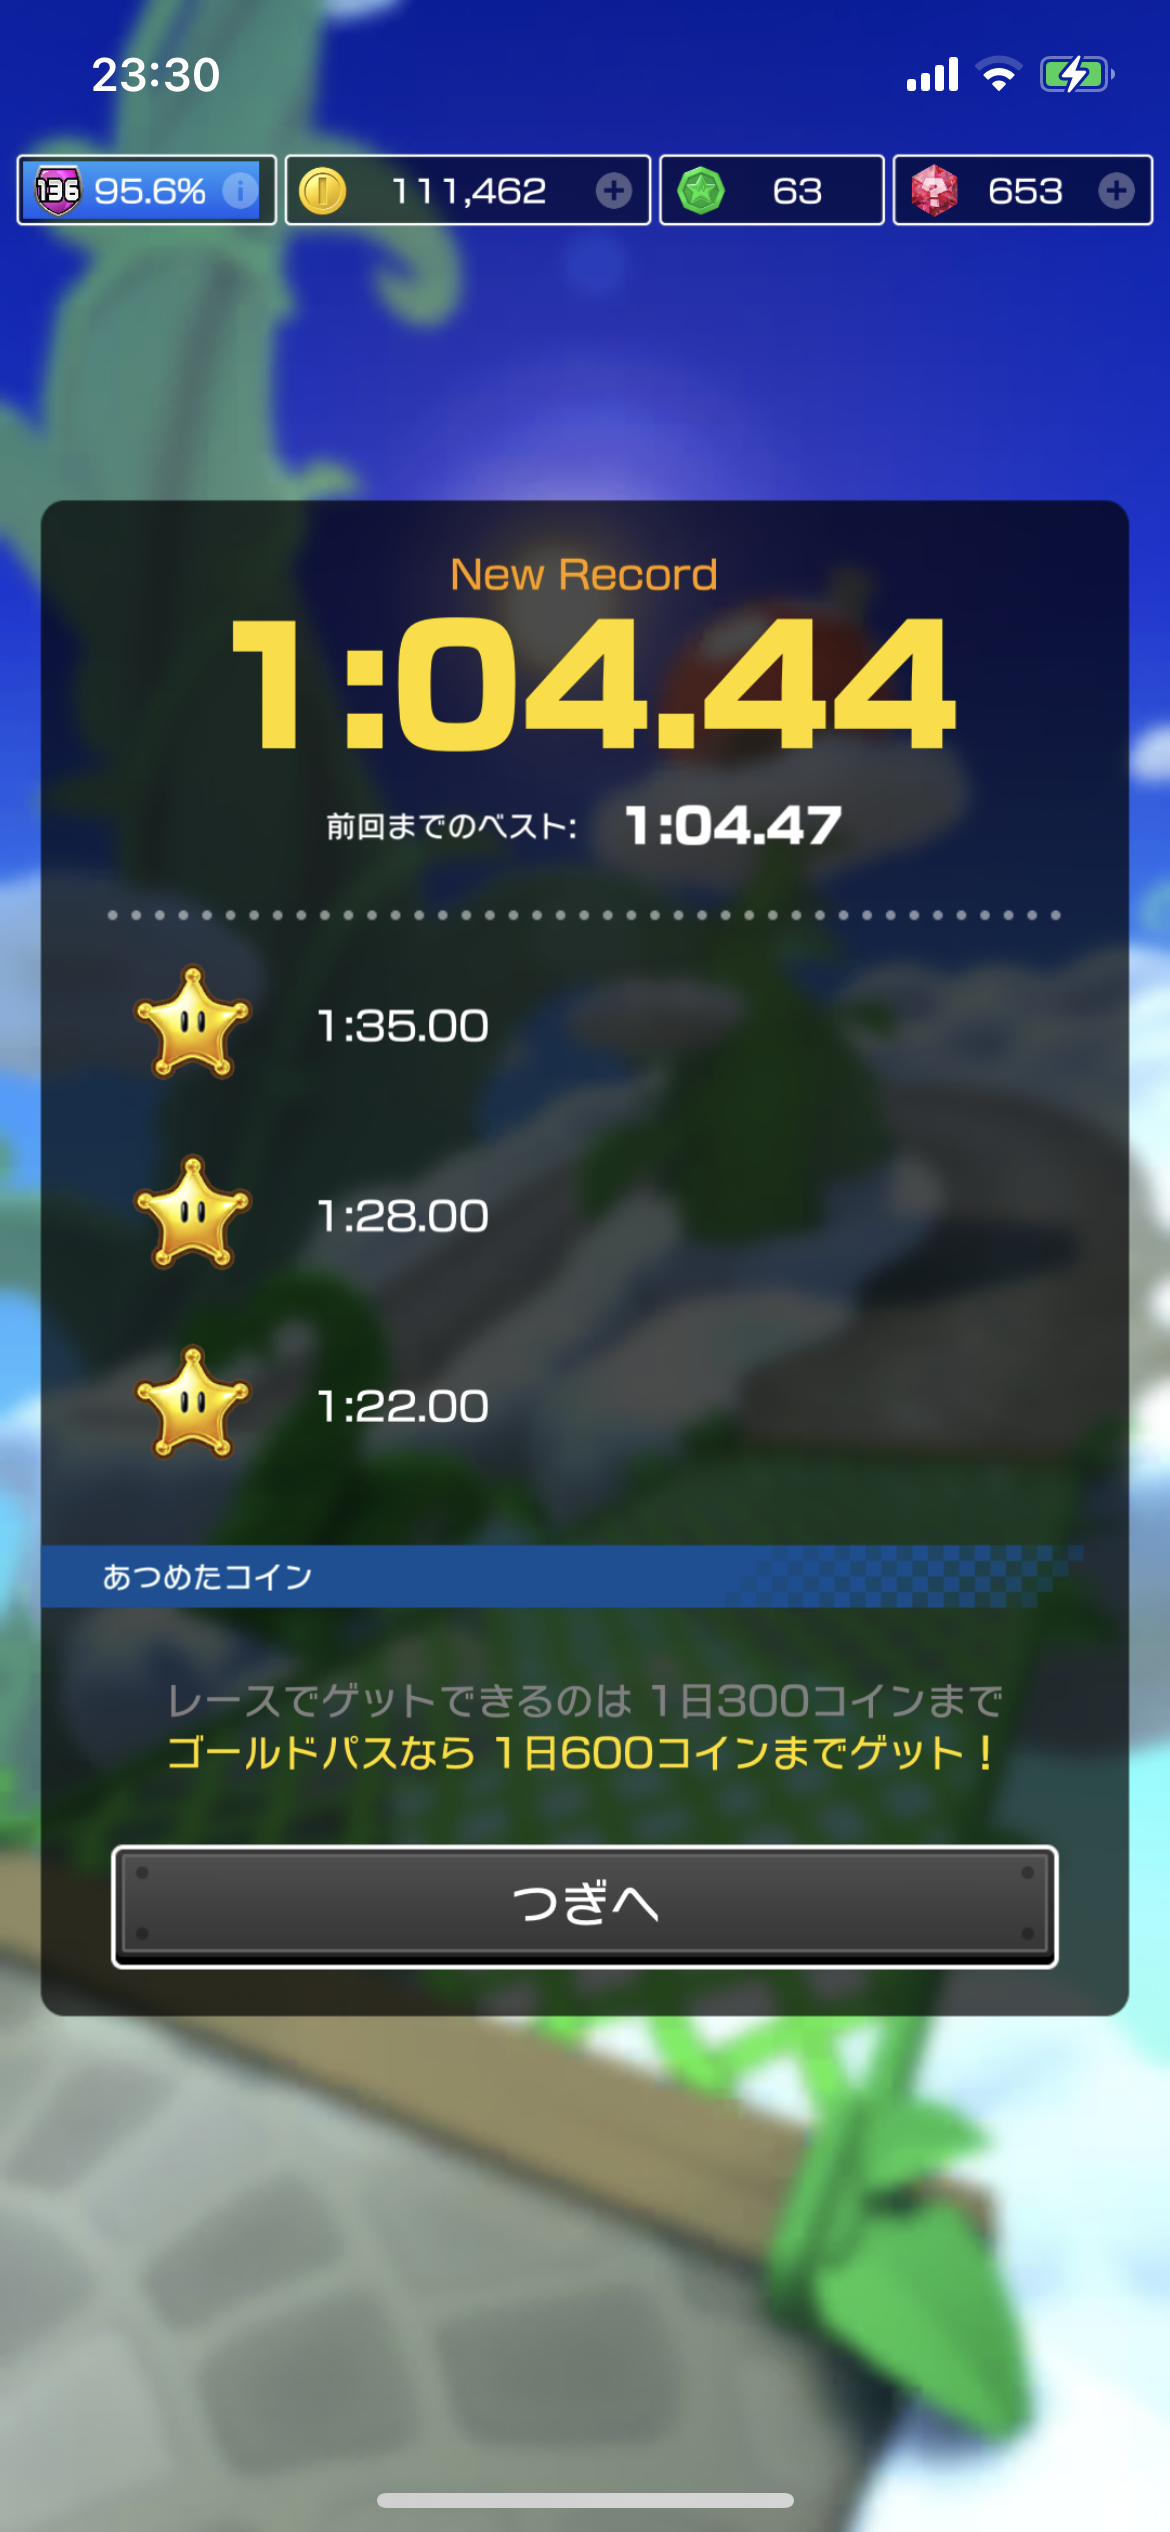 23:30
136 95.6% i 111,462 + 63 ? 653 +
New Record
1:04.44
前回までのベスト: 1:04.47
1:35.00
1:28.00
1:22.00
あつめたコイン
レースでゲットできるのは 1日300コインまで
ゴールドパスなら 1日600コインまでゲット!
つぎへ